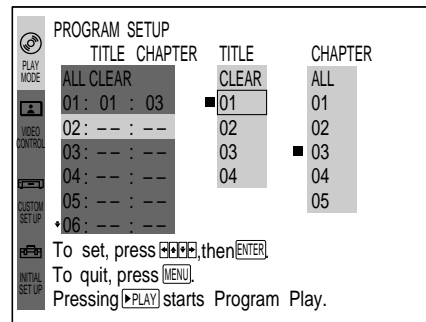 PROGRAM SETUP
TITLE CHAPTER TITLE CHAPTER
PLAY MODE
ALL CLEAR CLEAR ALL
01: 01 : 03 01 01
02: – – : – – 02 02
VIDEO CONTROL
03: – – : – – 03 03
04: – – : – – 04 04
CUSTOM SET UP
05: – – : – – 05
06: – – : – –
To set, press ,then ENTER.
To quit, press MENU.
INITIAL SET UP
Pressing PLAY starts Program Play.